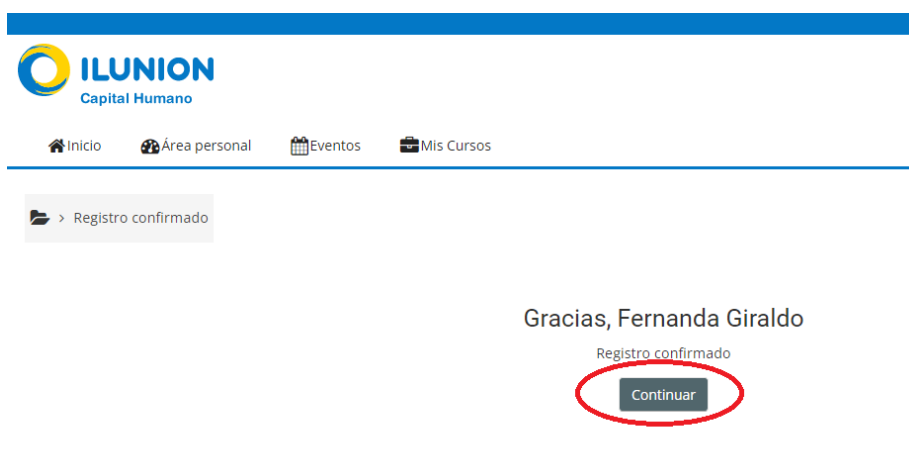 ILUNION
Capital Humano
Inicio Área personal Eventos Mis Cursos
> Registro confirmado
Gracias, Fernanda Giraldo
Registro confirmado
Continuar